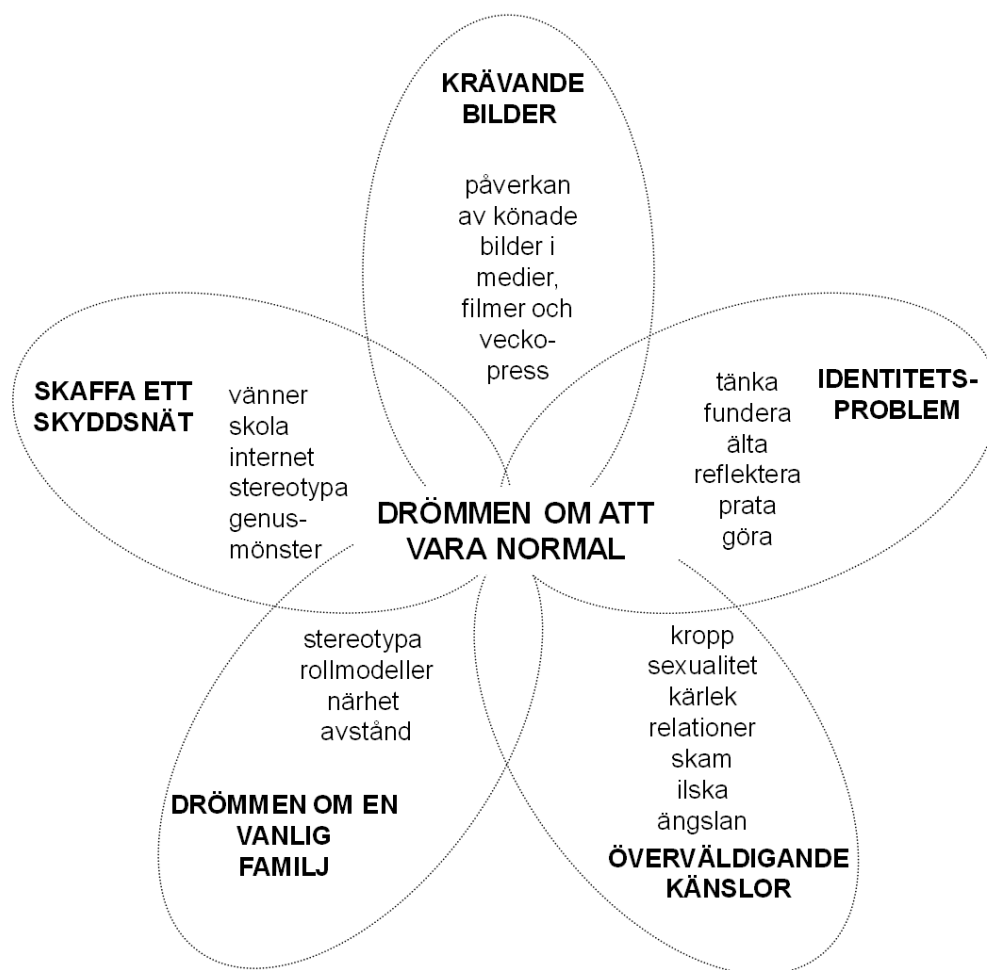 KRÄVANDE
BILDER
påverkan
av könade
bilder i
medier,
filmer och
vecko-
press
SKAFFA ETT
SKYDDSNÄT
vänner
skola
internet
stereotypa
genus-
mönster
IDENTITETS-
PROBLEM
tänka
fundera
älta
reflektera
prata
göra
DRÖMMEN OM ATT
VARA NORMAL
stereotypa
rollmodeller
närhet
avstånd
DRÖMMEN OM EN
VANLIG
FAMILJ
kropp
sexualitet
kärlek
relationer
skam
ilska
ängslan
ÖVERVÄLDIGANDE
KÄNSLOR